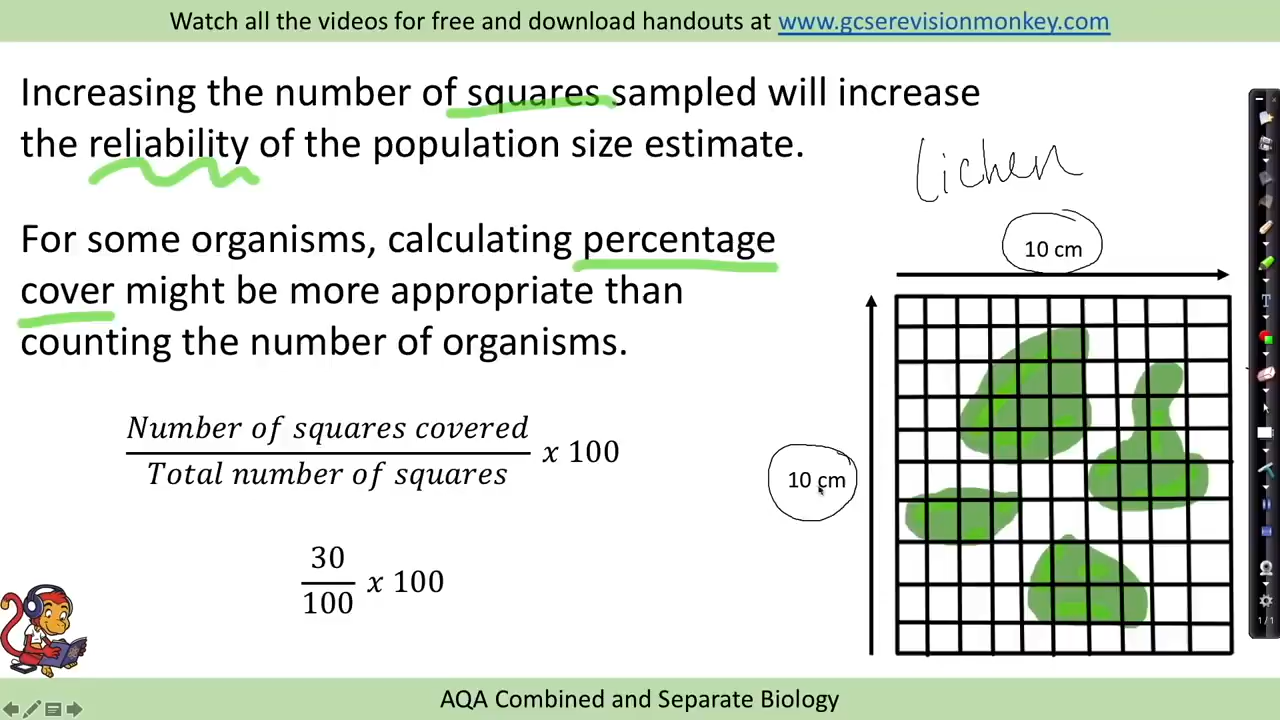 Watch all the videos for free and download handouts at www.gcserevisionmonkey.com
Increasing the number of squares sampled will increase
the reliability of the population size estimate.
Lichen
For some organisms, calculating percentage
cover might be more appropriate than
counting the number of organisms.
10 cm
Number of squares covered
Total number of squares
x 100
10 cm
30
100
x 100
1/1
AQA Combined and Separate Biology